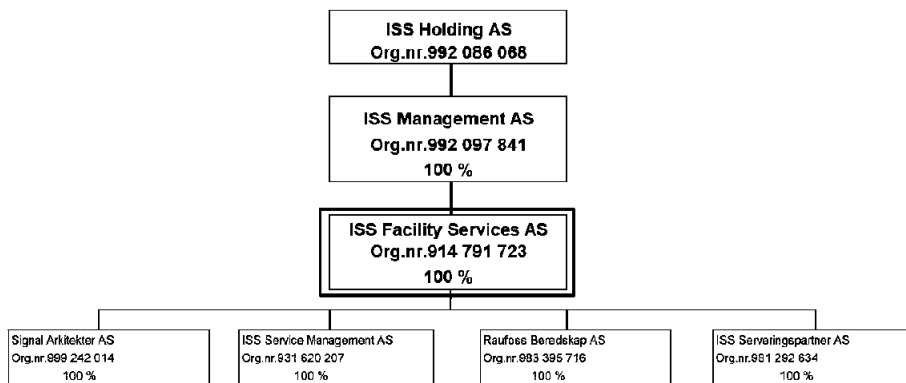 ISS Holding AS
Org.nr.992 086 068
ISS Management AS
Org.nr.992 097 841
100 %
ISS Facility Services AS
Org.nr.914 791 723
100 %
Signal Arkitekter AS
Org.nr.999 242 014
100 %
ISS Service Management AS
Org.nr.931 620 207
100 %
Raufoss Beredskap AS
Org.nr.983 395 716
100 %
ISS Serveringspartner AS
Org.nr.981 292 634
100 %